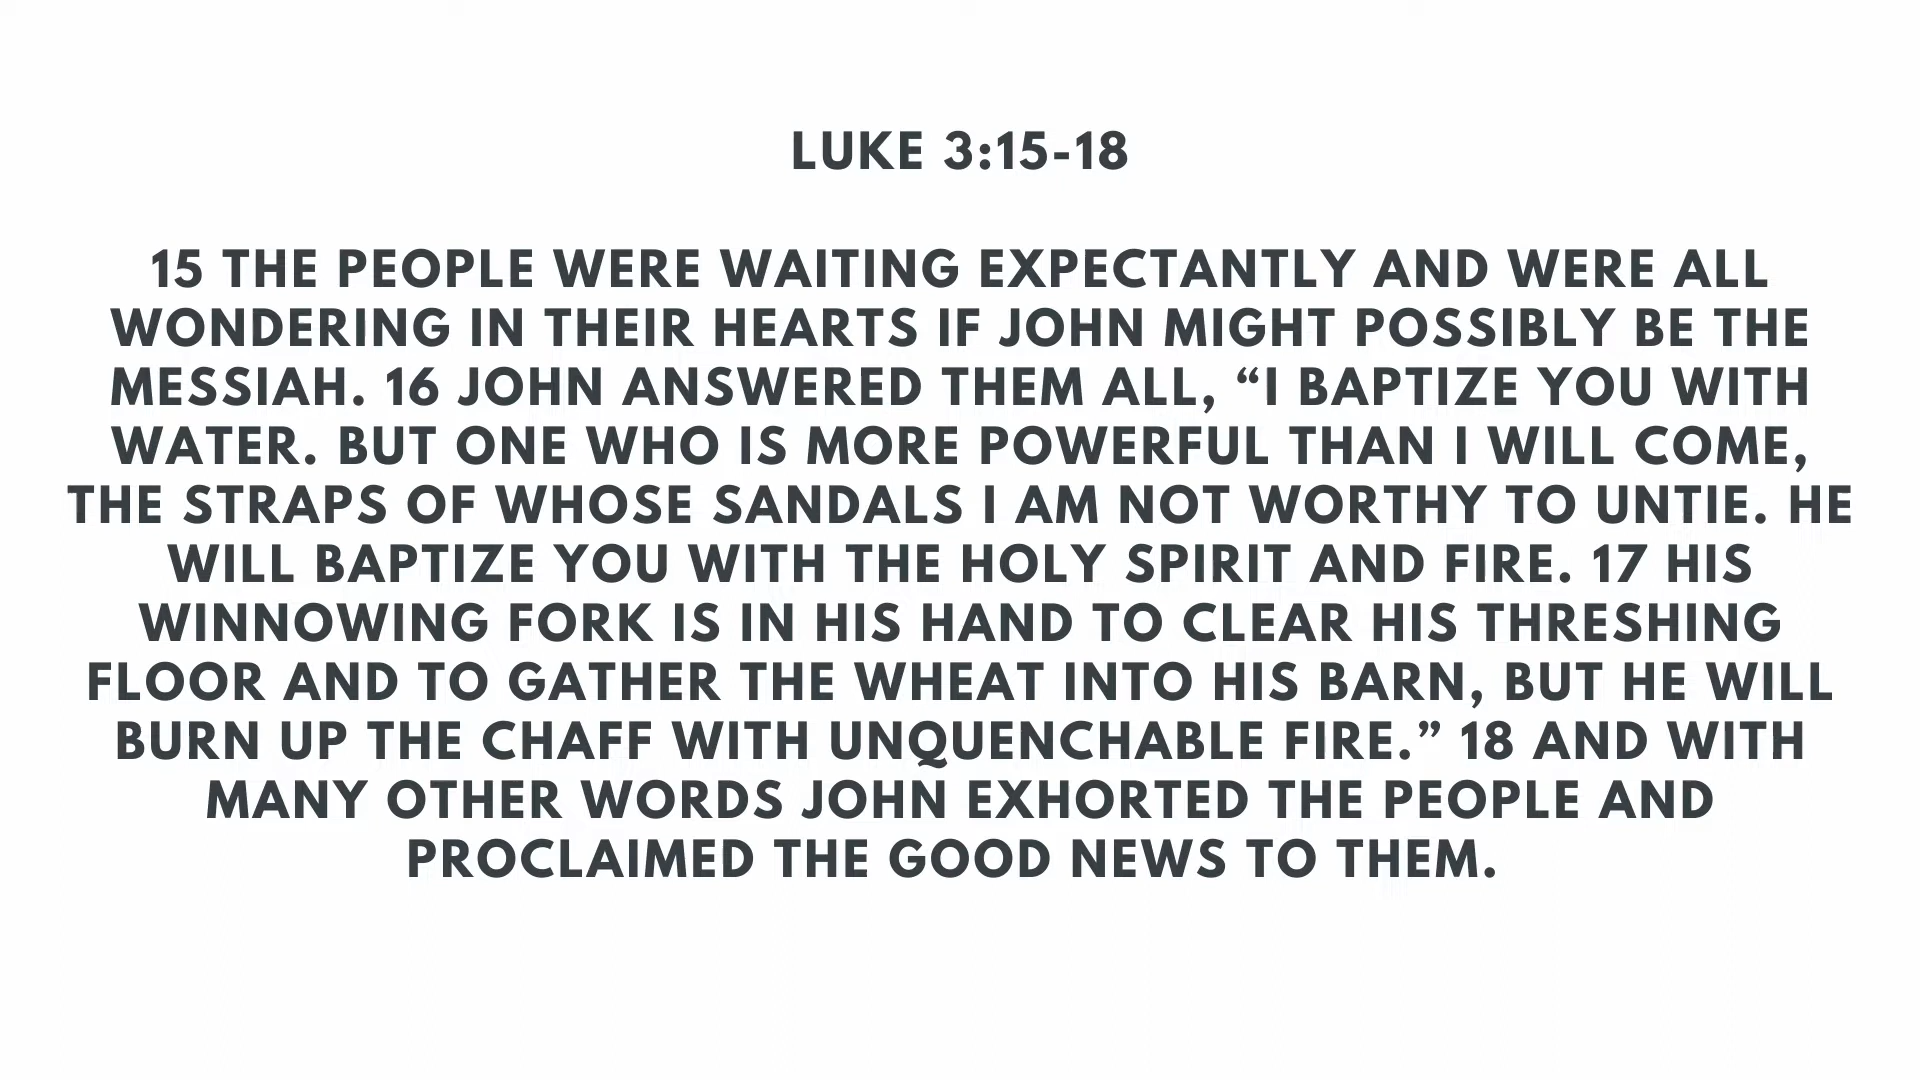 LUKE 3:15-18
15 THE PEOPLE WERE WAITING EXPECTANTLY AND WERE ALL
WONDERING IN THEIR HEARTS IF JOHN MIGHT POSSIBLY BE THE
MESSIAH. 16 JOHN ANSWERED THEM ALL, “I BAPTIZE YOU WITH
WATER. BUT ONE WHO IS MORE POWERFUL THAN I WILL COME,
THE STRAPS OF WHOSE SANDALS I AM NOT WORTHY TO UNTIE. HE
WILL BAPTIZE YOU WITH THE HOLY SPIRIT AND FIRE. 17 HIS
WINNOWING FORK IS IN HIS HAND TO CLEAR HIS THRESHING
FLOOR AND TO GATHER THE WHEAT INTO HIS BARN, BUT HE WILL
BURN UP THE CHAFF WITH UNQUENCHABLE FIRE.” 18 AND WITH
MANY OTHER WORDS JOHN EXHORTED THE PEOPLE AND
PROCLAIMED THE GOOD NEWS TO THEM.